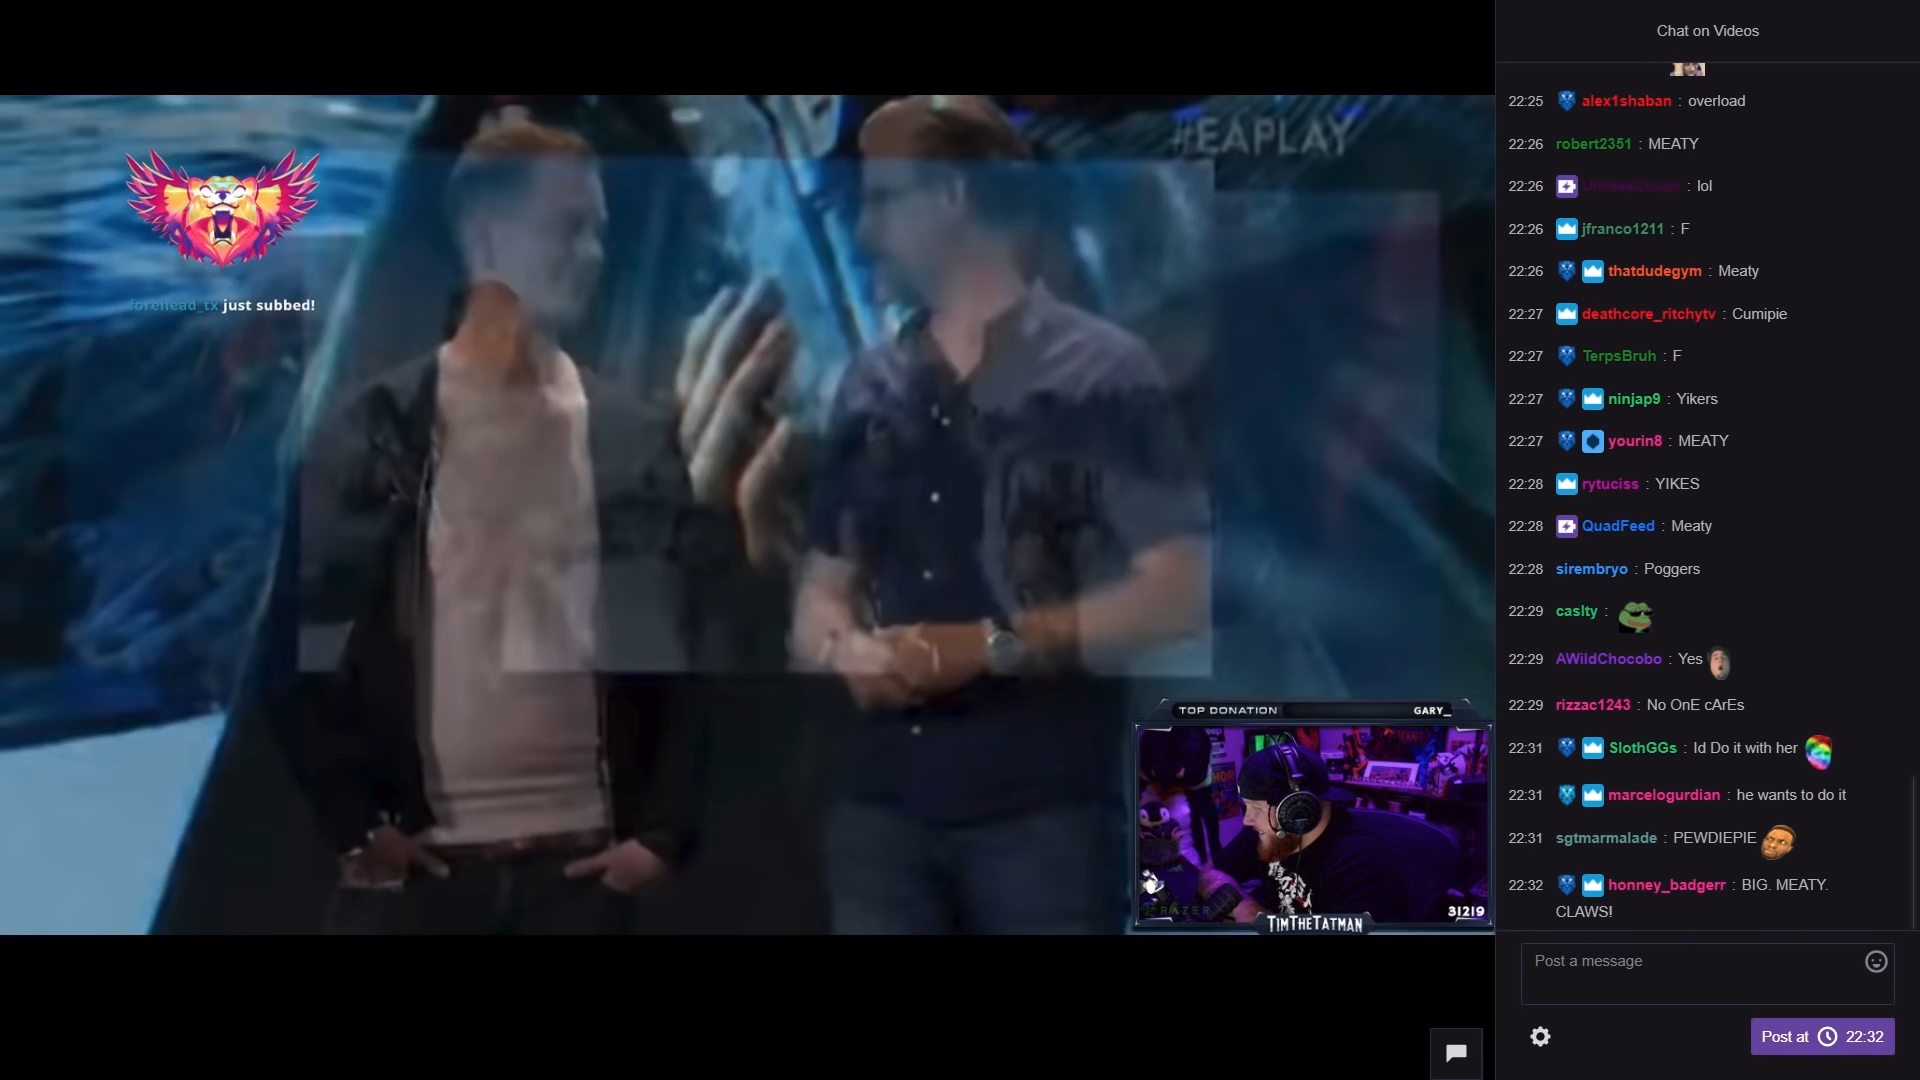 Chat on Videos
22:25 alex1shaban : overload
22:26 robert2351 : MEATY
22:26 : lol
22:26 jfranco1211 : F
22:26 thatdudegym : Meaty
22:27 deathcore_ritchytv : Cumipie
22:27 TerpsBruh : F
22:27 ninjap9 : Yikers
22:27 yourin8 : MEATY
22:28 rytuciss : YIKES
22:28 QuadFeed : Meaty
22:28 sirembryo : Poggers
22:29 caslty :
22:29 AWildChocobo : Yes
22:29 rizzac1243 : No OnE cArEs
22:31 SlothGGs : Id Do it with her
22:31 marcelogurdian : he wants to do it
22:31 sgtmarmalade : PEWDIEPIE
22:32 honney_badgerr : BIG. MEATY.
CLAWS!
Post a message
Post at 22:32
#EAPLAY
forehead_tx just subbed!
TOP DONATION GARY_
THOR
RAZER
31219
TIMTHETATMAN